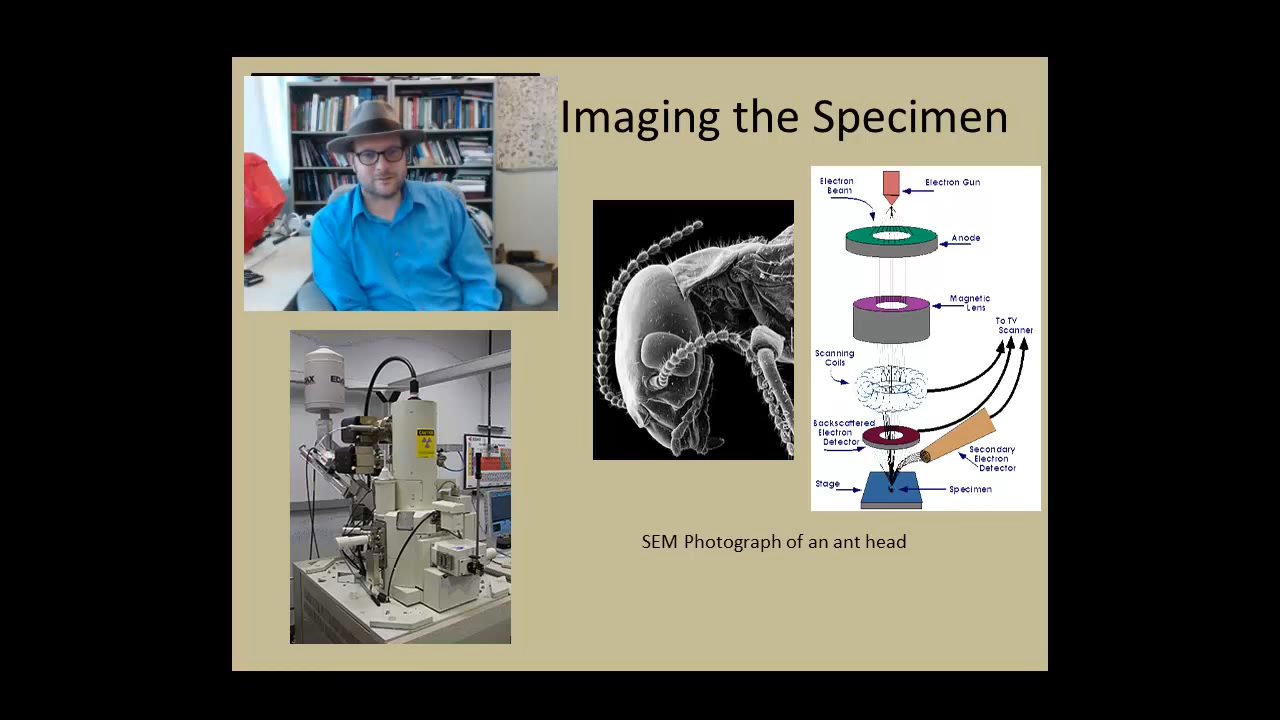 Imaging the Specimen
Electron
Beam
Electron Gun
Anode
Magnetic
Lens
To TV
Scanner
Scanning
Coils
Backscattered
Electron
Detector
Secondary
Electron
Detector
Stage
Specimen
SEM Photograph of an ant head